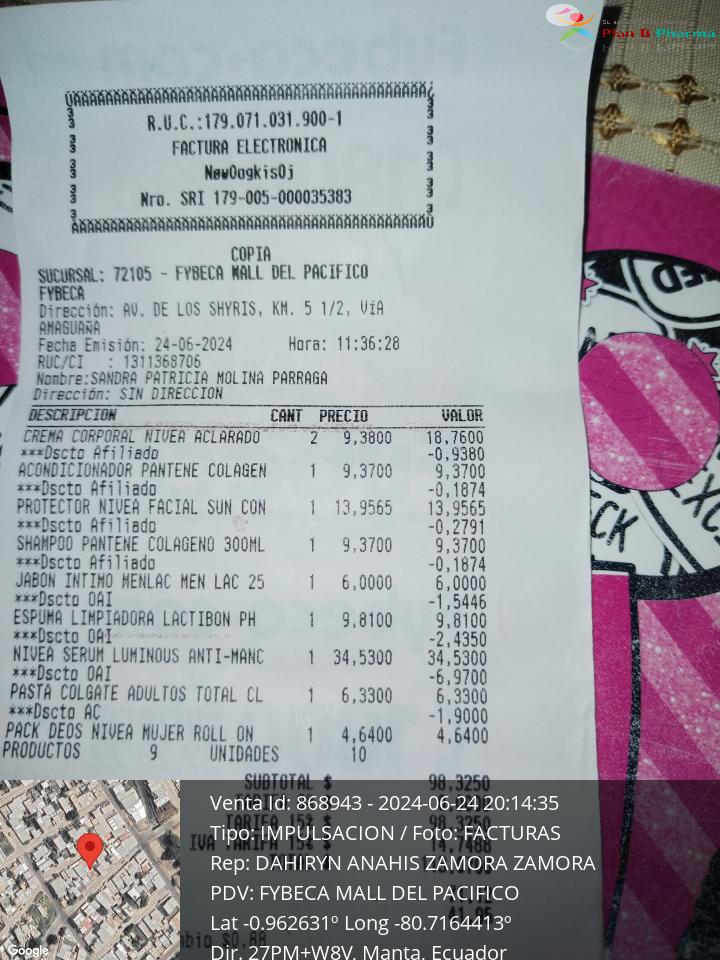 Plan B Pharma
R.U.C.:179.071.031.900-1
FACTURA ELECTRONICA
Nro. SRI 179-005-000035383
COPIA
SUCURSAL: 72105 - FYBECA MALL DEL PACIFICO
FYBECA
Dirección: AV. DE LOS SHYRIS, KM. 5 1/2, VíA
AMAGUAñA
Fecha Emisión: 24-06-2024 Hora: 11:36:28
RUC/CI : 1311368706
Nombre:SANDRA PATRICIA MOLINA PARRAGA
Dirección: SIN DIRECCION
DESCRIPCION CANT PRECIO VALOR
CREMA CORPORAL NIVEA ACLARADO 2 9,3800 18,7600
***Dscto Afiliado -0,9380
ACONDICIONADOR PANTENE COLAGEN 1 9,3700 9,3700
***Dscto Afiliado -0,1874
PROTECTOR NIVEA FACIAL SUN CON 1 13,9565 13,9565
***Dscto Afiliado -0,2791
SHAMPOO PANTENE COLAGENO 300ML 1 9,3700 9,3700
***Dscto Afiliado -0,1874
JABON INTIMO MENLAC MEN LAC 25 1 6,0000 6,0000
***Dscto OAI -1,5446
ESPUMA LIMPIADORA LACTIBON PH 1 9,8100 9,8100
***Dscto OAI -2,4350
NIVEA SERUM LUMINOUS ANTI-MANC 1 34,5300 34,5300
***Dscto OAI -6,9700
PASTA COLGATE ADULTOS TOTAL CL 1 6,3300 6,3300
***Dscto AC -1,9000
PACK DEOS NIVEA MUJER ROLL ON 1 4,6400 4,6400
PRODUCTOS 9 UNIDADES 10
SUBTOTAL $ 98,3250
TARIFA 15% $ 98,3250
IVA TARIFA 15% $ 14,7488
Venta Id: 868943 - 2024-06-24 20:14:35
Tipo: IMPULSACION / Foto: FACTURAS
Rep: DAHIRYN ANAHIS ZAMORA ZAMORA
PDV: FYBECA MALL DEL PACIFICO
Lat -0.962631º Long -80.7164413º
Dir. 27PM+W8V, Manta, Ecuador
Google